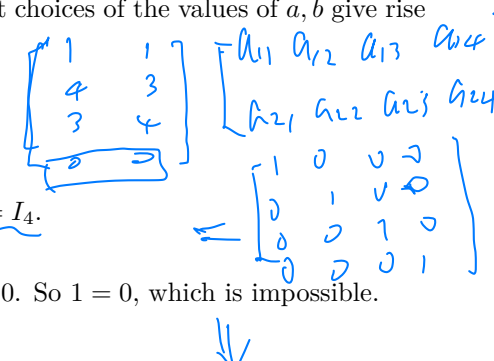 t choices of the values of a, b give rise
1 1
4 3
3 4
0 0
a11 a12 a13 a14
a21 a22 a23 a24
1 0 0 0
0 1 0 0
0 0 1 0
0 0 0 1
= I4.
0. So 1 = 0, which is impossible.